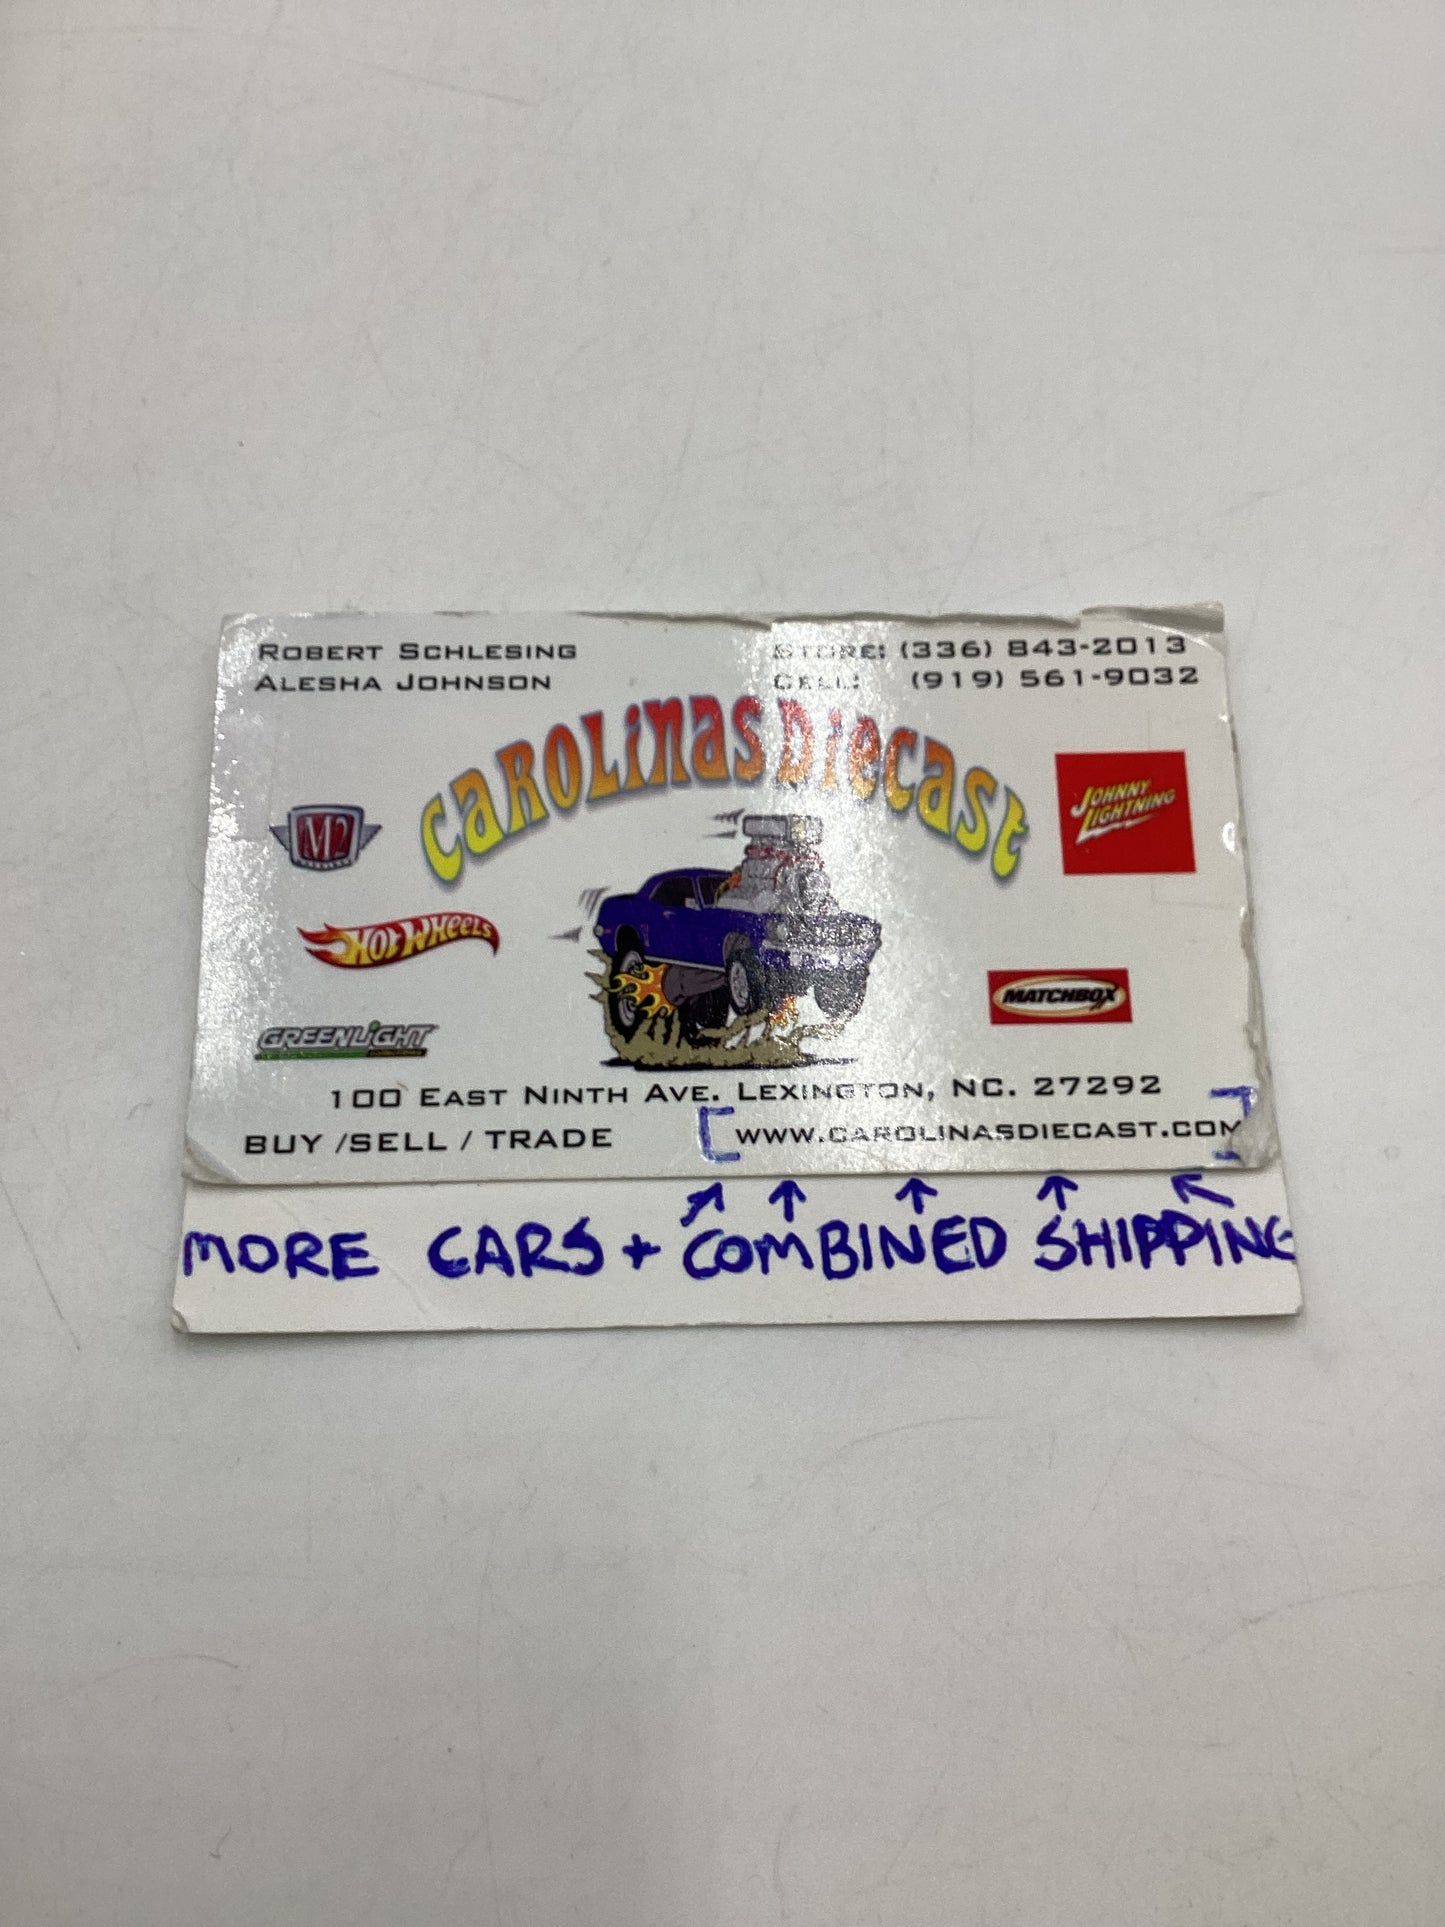 ROBERT SCHLESING
ALESHA JOHNSON
STORE: (336) 843-2013
CELL: (919) 561-9032
CAROLINAS DIECAST
M2
JOHNNY LIGHTNING
HOT WHEELS
MATCHBOX
GREENLIGHT
100 EAST NINTH AVE. LEXINGTON, NC. 27292
BUY /SELL / TRADE
WWW.CAROLINASDIECAST.COM
MORE CARS + COMBINED SHIPPING